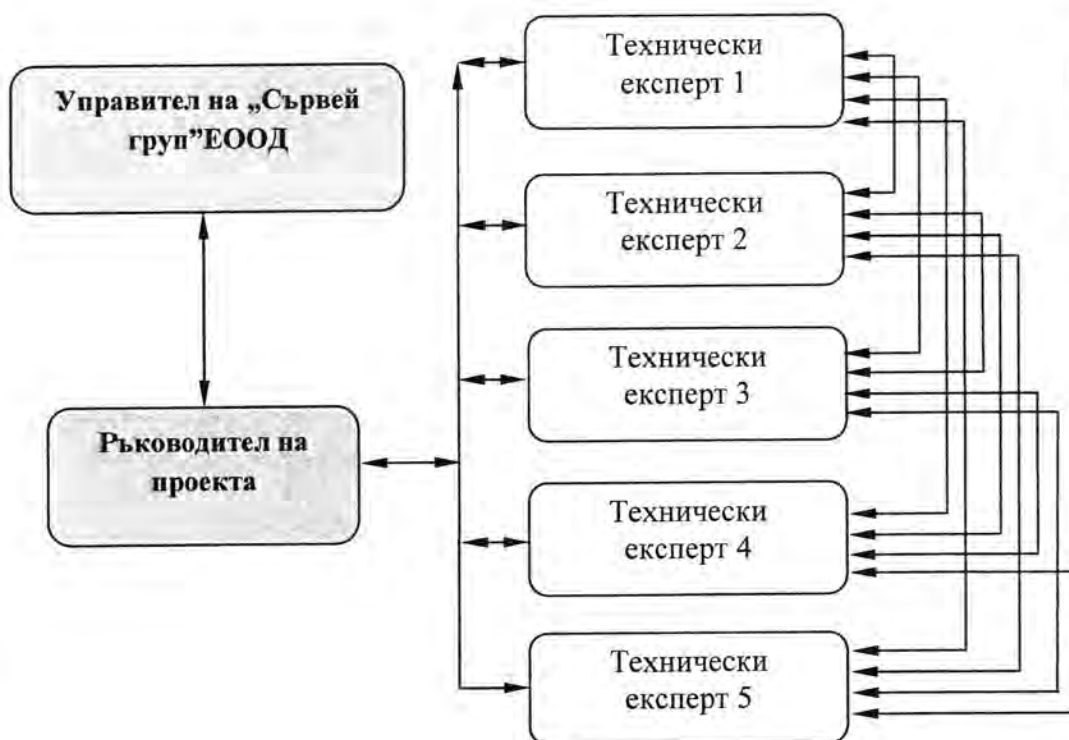 Управител на „Сървей
груп”ЕООД
Ръководител на
проекта
Технически
експерт 1
Технически
експерт 2
Технически
експерт 3
Технически
експерт 4
Технически
експерт 5